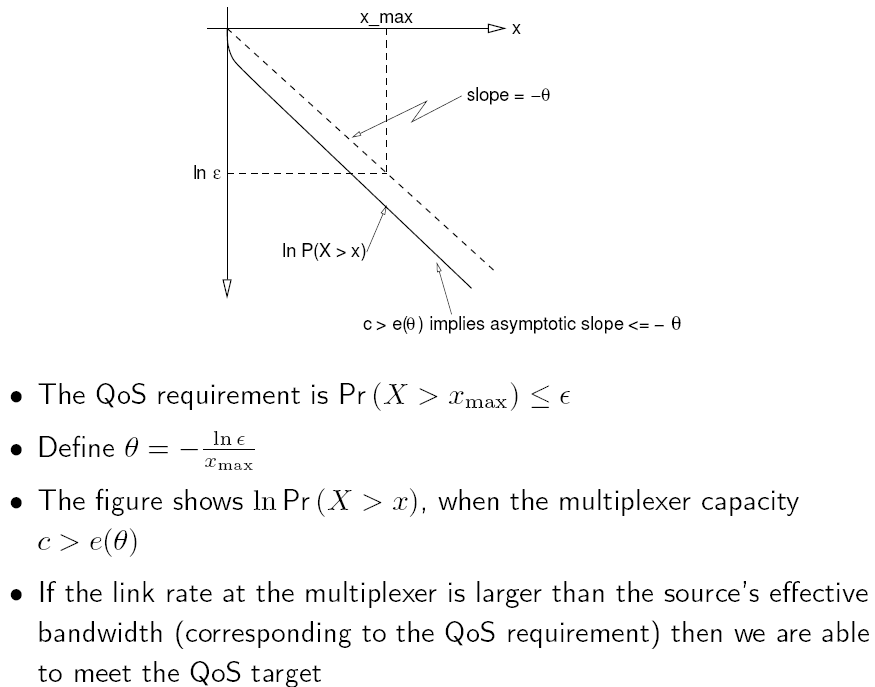 x_max
x
slope = −θ
ln ε
ln P(X > x)
c > e(θ) implies asymptotic slope <= − θ
• The QoS requirement is Pr (X > x_max) ≤ ϵ
• Define θ = −ln ϵ/x_max
• The figure shows ln Pr (X > x), when the multiplexer capacity
c > e(θ)
• If the link rate at the multiplexer is larger than the source's effective
bandwidth (corresponding to the QoS requirement) then we are able
to meet the QoS target